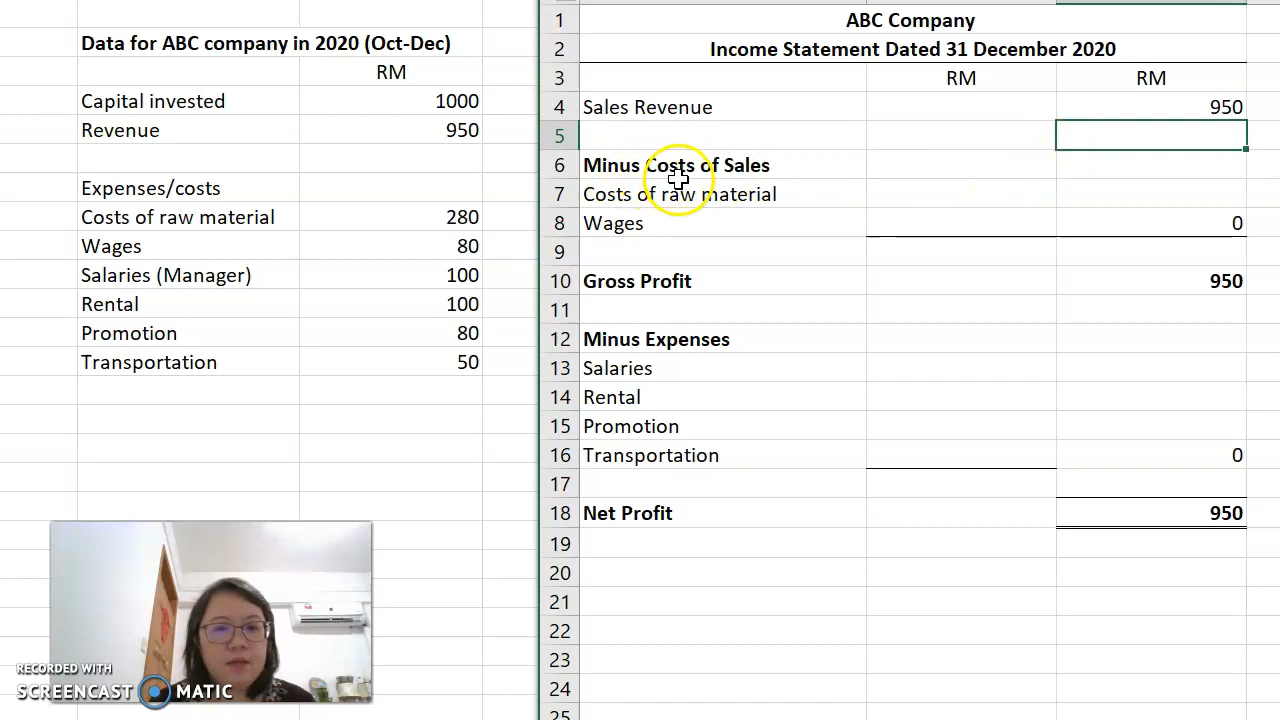 Data for ABC company in 2020 (Oct-Dec)
RM
Capital invested 1000
Revenue 950
Expenses/costs
Costs of raw material 280
Wages 80
Salaries (Manager) 100
Rental 100
Promotion 80
Transportation 50
1 ABC Company
2 Income Statement Dated 31 December 2020
3 RM RM
4 Sales Revenue 950
5
6 Minus Costs of Sales
7 Costs of raw material
8 Wages 0
9
10 Gross Profit 950
11
12 Minus Expenses
13 Salaries
14 Rental
15 Promotion
16 Transportation 0
17
18 Net Profit 950
19
20
21
22
23
24
25
RECORDED WITH
SCREENCAST MATIC